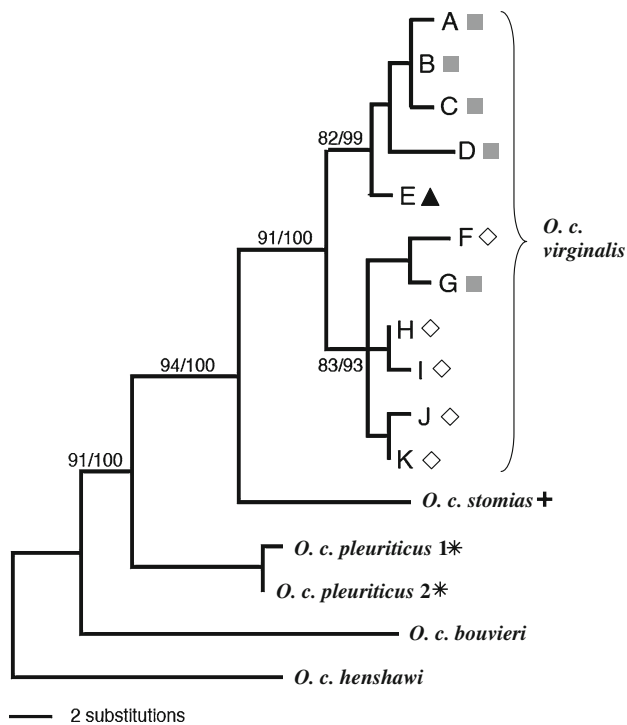 A
B
C
82/99
D
E
91/100
F
O. c.
virginalis
G
H
94/100
83/93
I
J
91/100
K
O. c. stomias +
O. c. pleuriticus 1*
O. c. pleuriticus 2*
O. c. bouvieri
O. c. henshawi
2 substitutions